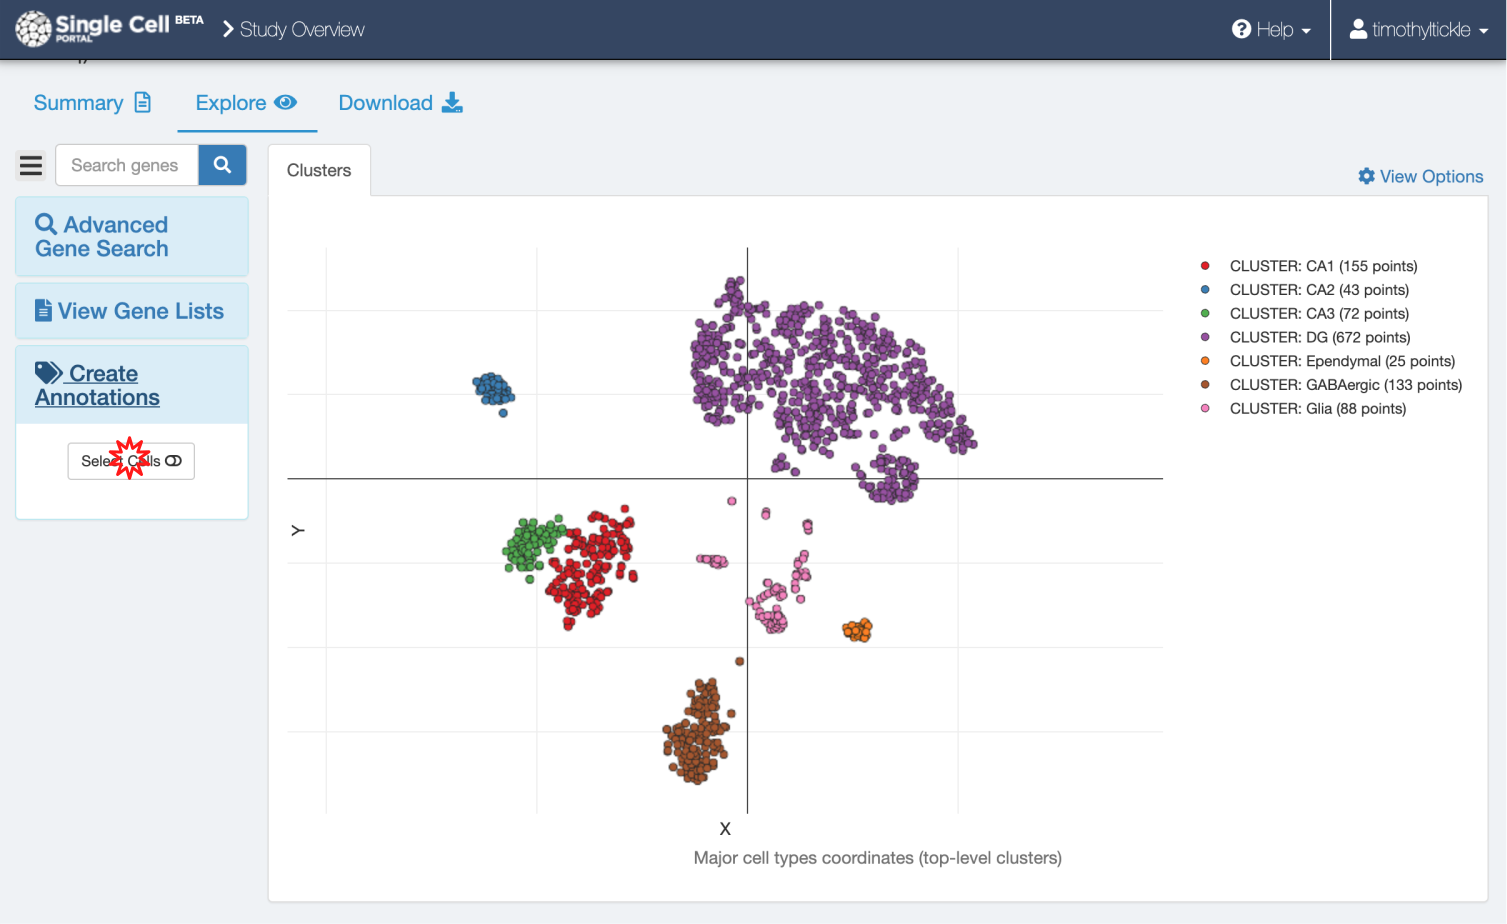 Single Cell BETA
PORTAL
Study Overview
Help
timothyltickle
Summary
Explore
Download
Search genes
Clusters
View Options
Advanced
Gene Search
View Gene Lists
Create
Annotations
Select Cells
CLUSTER: CA1 (155 points)
CLUSTER: CA2 (43 points)
CLUSTER: CA3 (72 points)
CLUSTER: DG (672 points)
CLUSTER: Ependymal (25 points)
CLUSTER: GABAergic (133 points)
CLUSTER: Glia (88 points)
Y
X
Major cell types coordinates (top-level clusters)